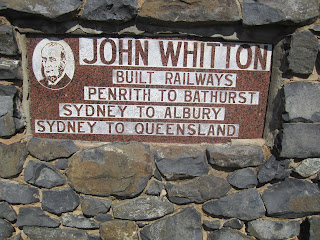 JOHN WHITTON
BUILT RAILWAYS
PENRITH TO BATHURST
SYDNEY TO ALBURY
SYDNEY TO QUEENSLAND